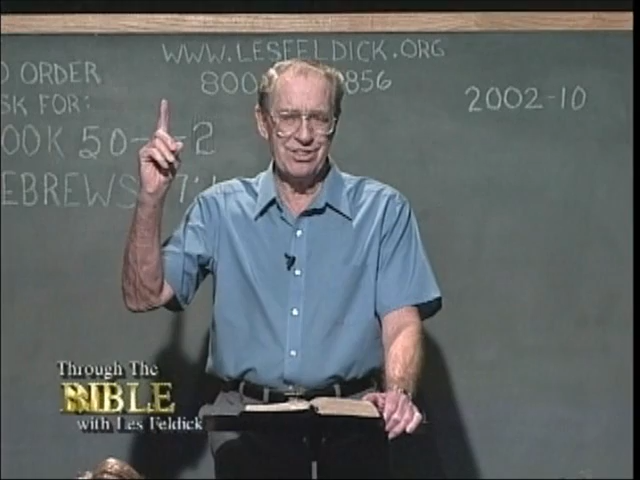 WWW.LESFELDICK.ORG
O ORDER
800 856
SK FOR:
2002-10
OOK 50 - 2
EBREWS 7:
Through The
BIBLE
with Les Feldick